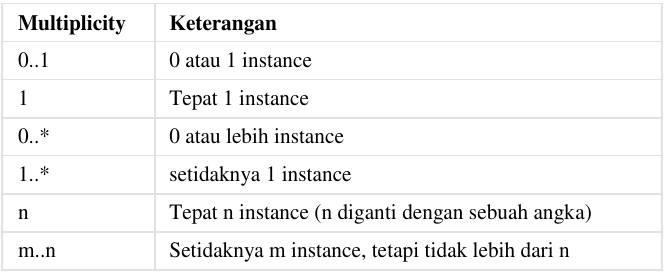 Multiplicity Keterangan
0..1 0 atau 1 instance
1 Tepat 1 instance
0..* 0 atau lebih instance
1..* setidaknya 1 instance
n Tepat n instance (n diganti dengan sebuah angka)
m..n Setidaknya m instance, tetapi tidak lebih dari n